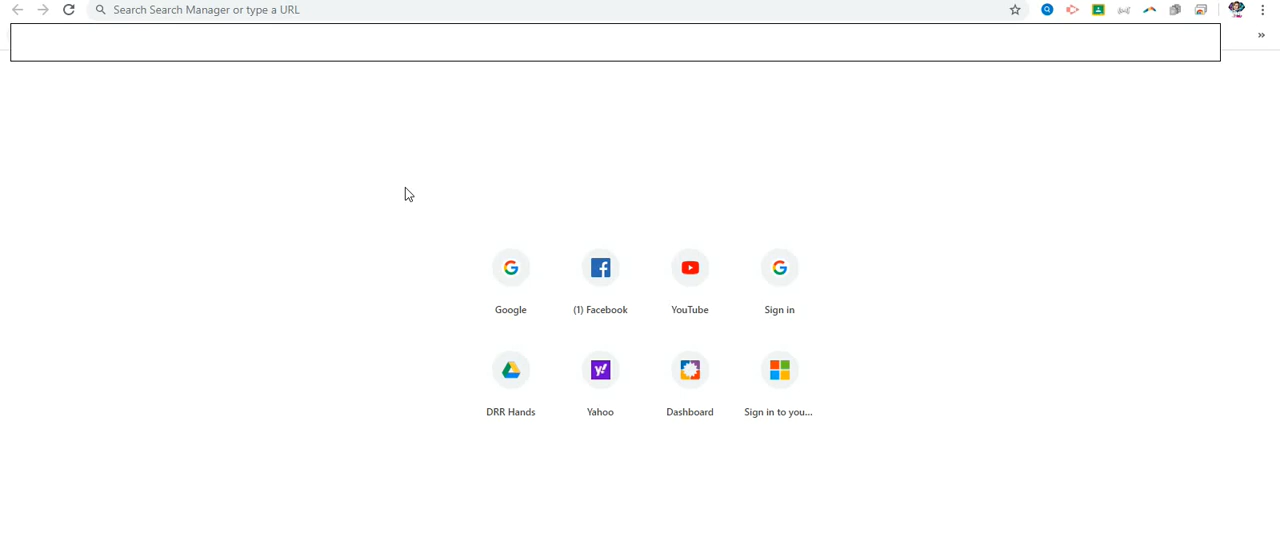 Search Search Manager or type a URL
»
Google
(1) Facebook
YouTube
Sign in
DRR Hands
Yahoo
Dashboard
Sign in to you...